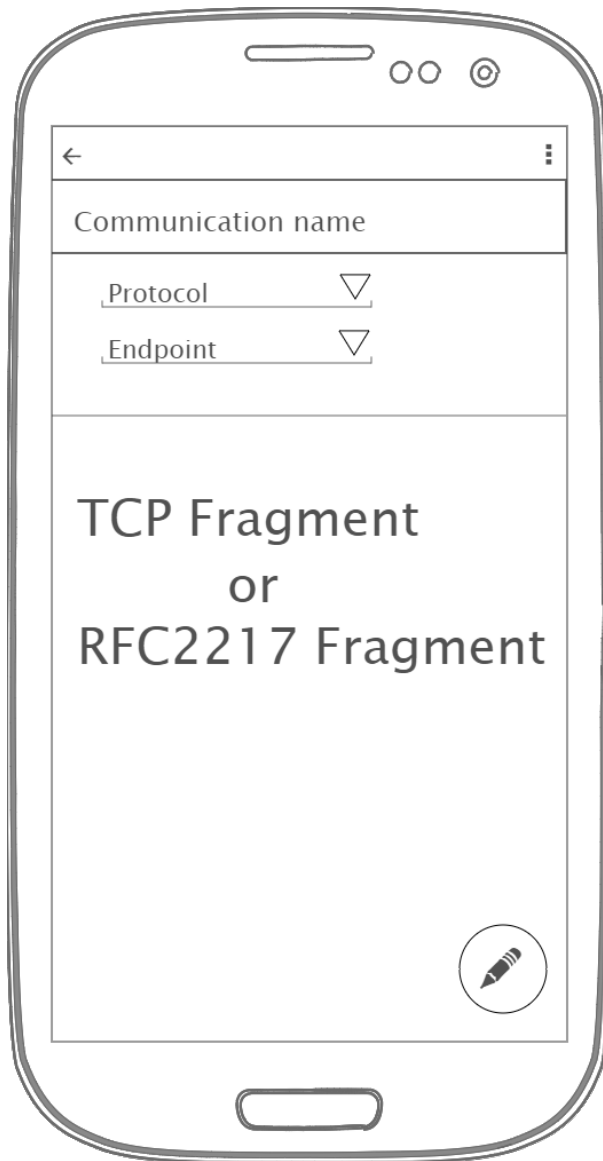 Communication name
Protocol
Endpoint
TCP Fragment
or
RFC2217 Fragment